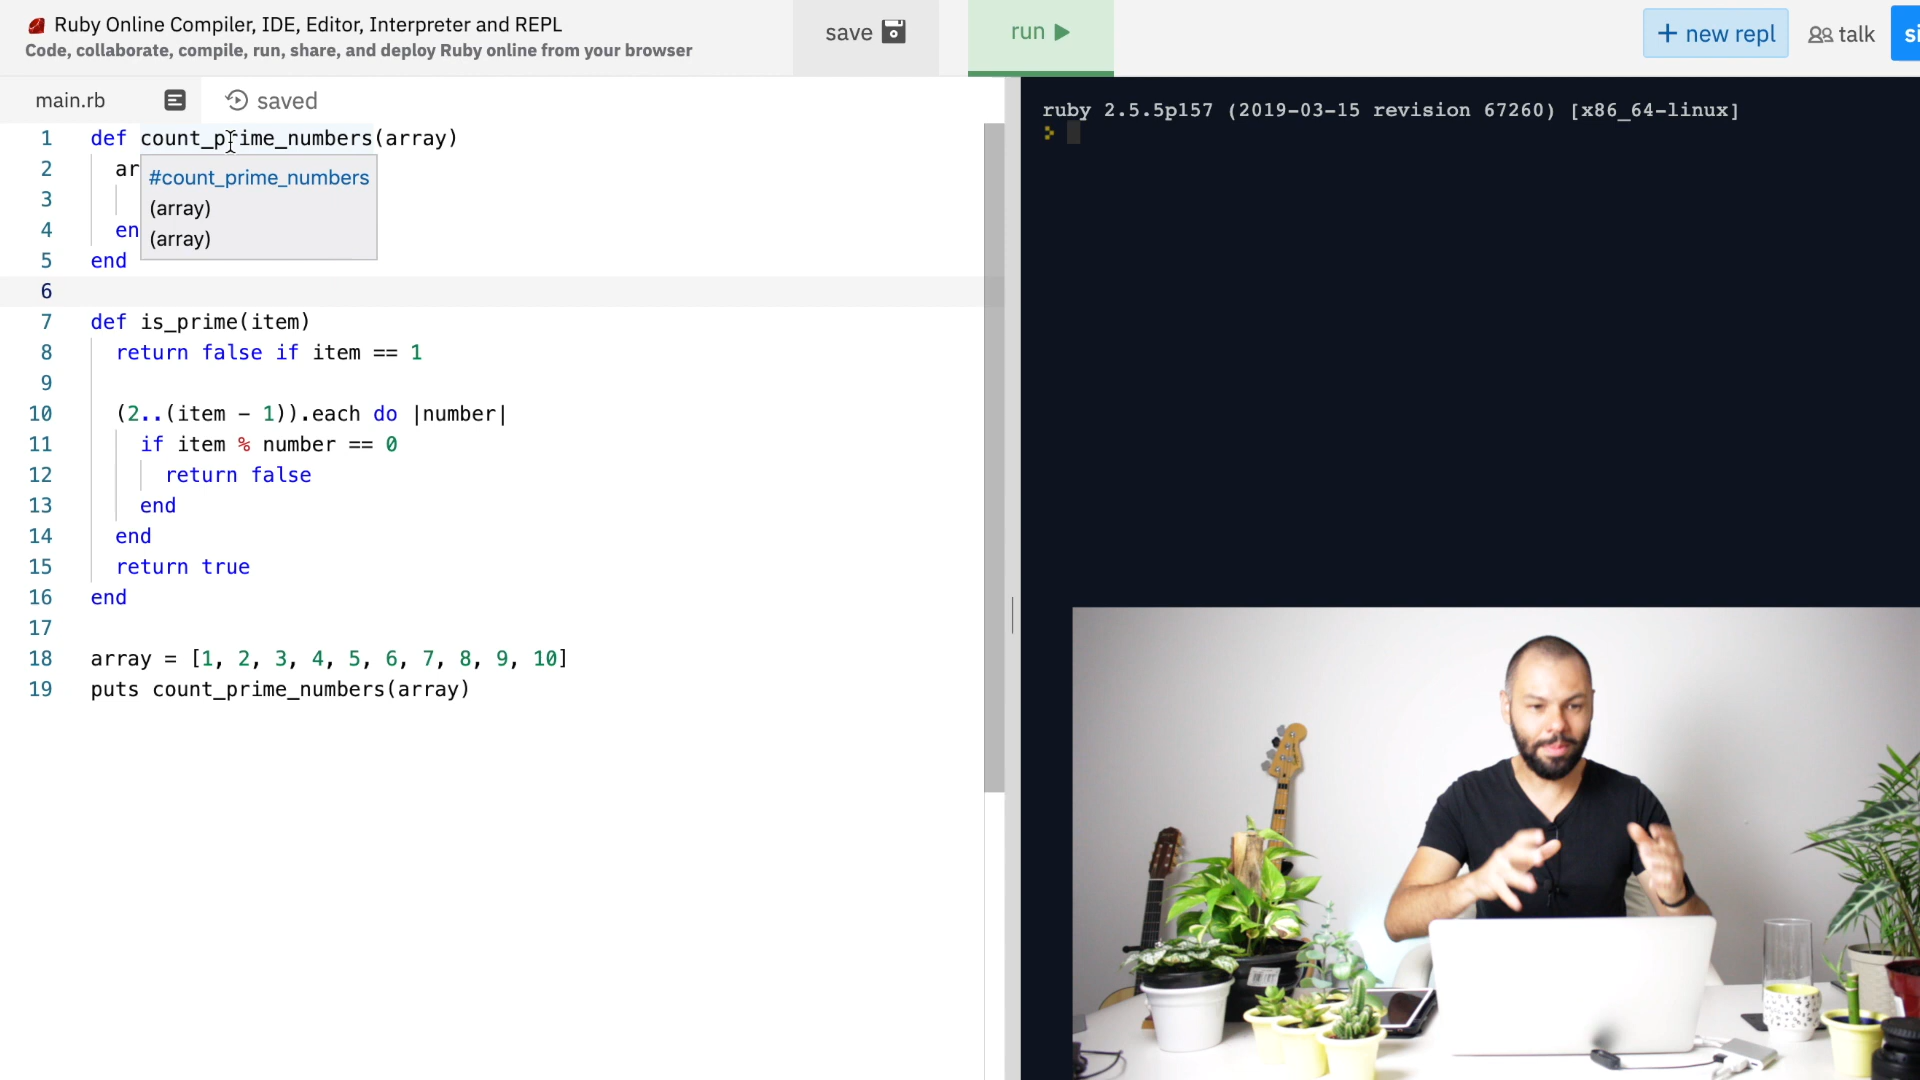 Ruby Online Compiler, IDE, Editor, Interpreter and REPL
Code, collaborate, compile, run, share, and deploy Ruby online from your browser
save
run
+ new repl
talk
si
main.rb
saved
ruby 2.5.5p157 (2019-03-15 revision 67260) [x86_64-linux]
1 def count_prime_numbers(array)
2 ar
#count_prime_numbers
3
(array)
4 en
(array)
5 end
6
7 def is_prime(item)
8 return false if item == 1
9
10 (2..(item - 1)).each do |number|
11 if item % number == 0
12 return false
13 end
14 end
15 return true
16 end
17
18 array = [1, 2, 3, 4, 5, 6, 7, 8, 9, 10]
19 puts count_prime_numbers(array)